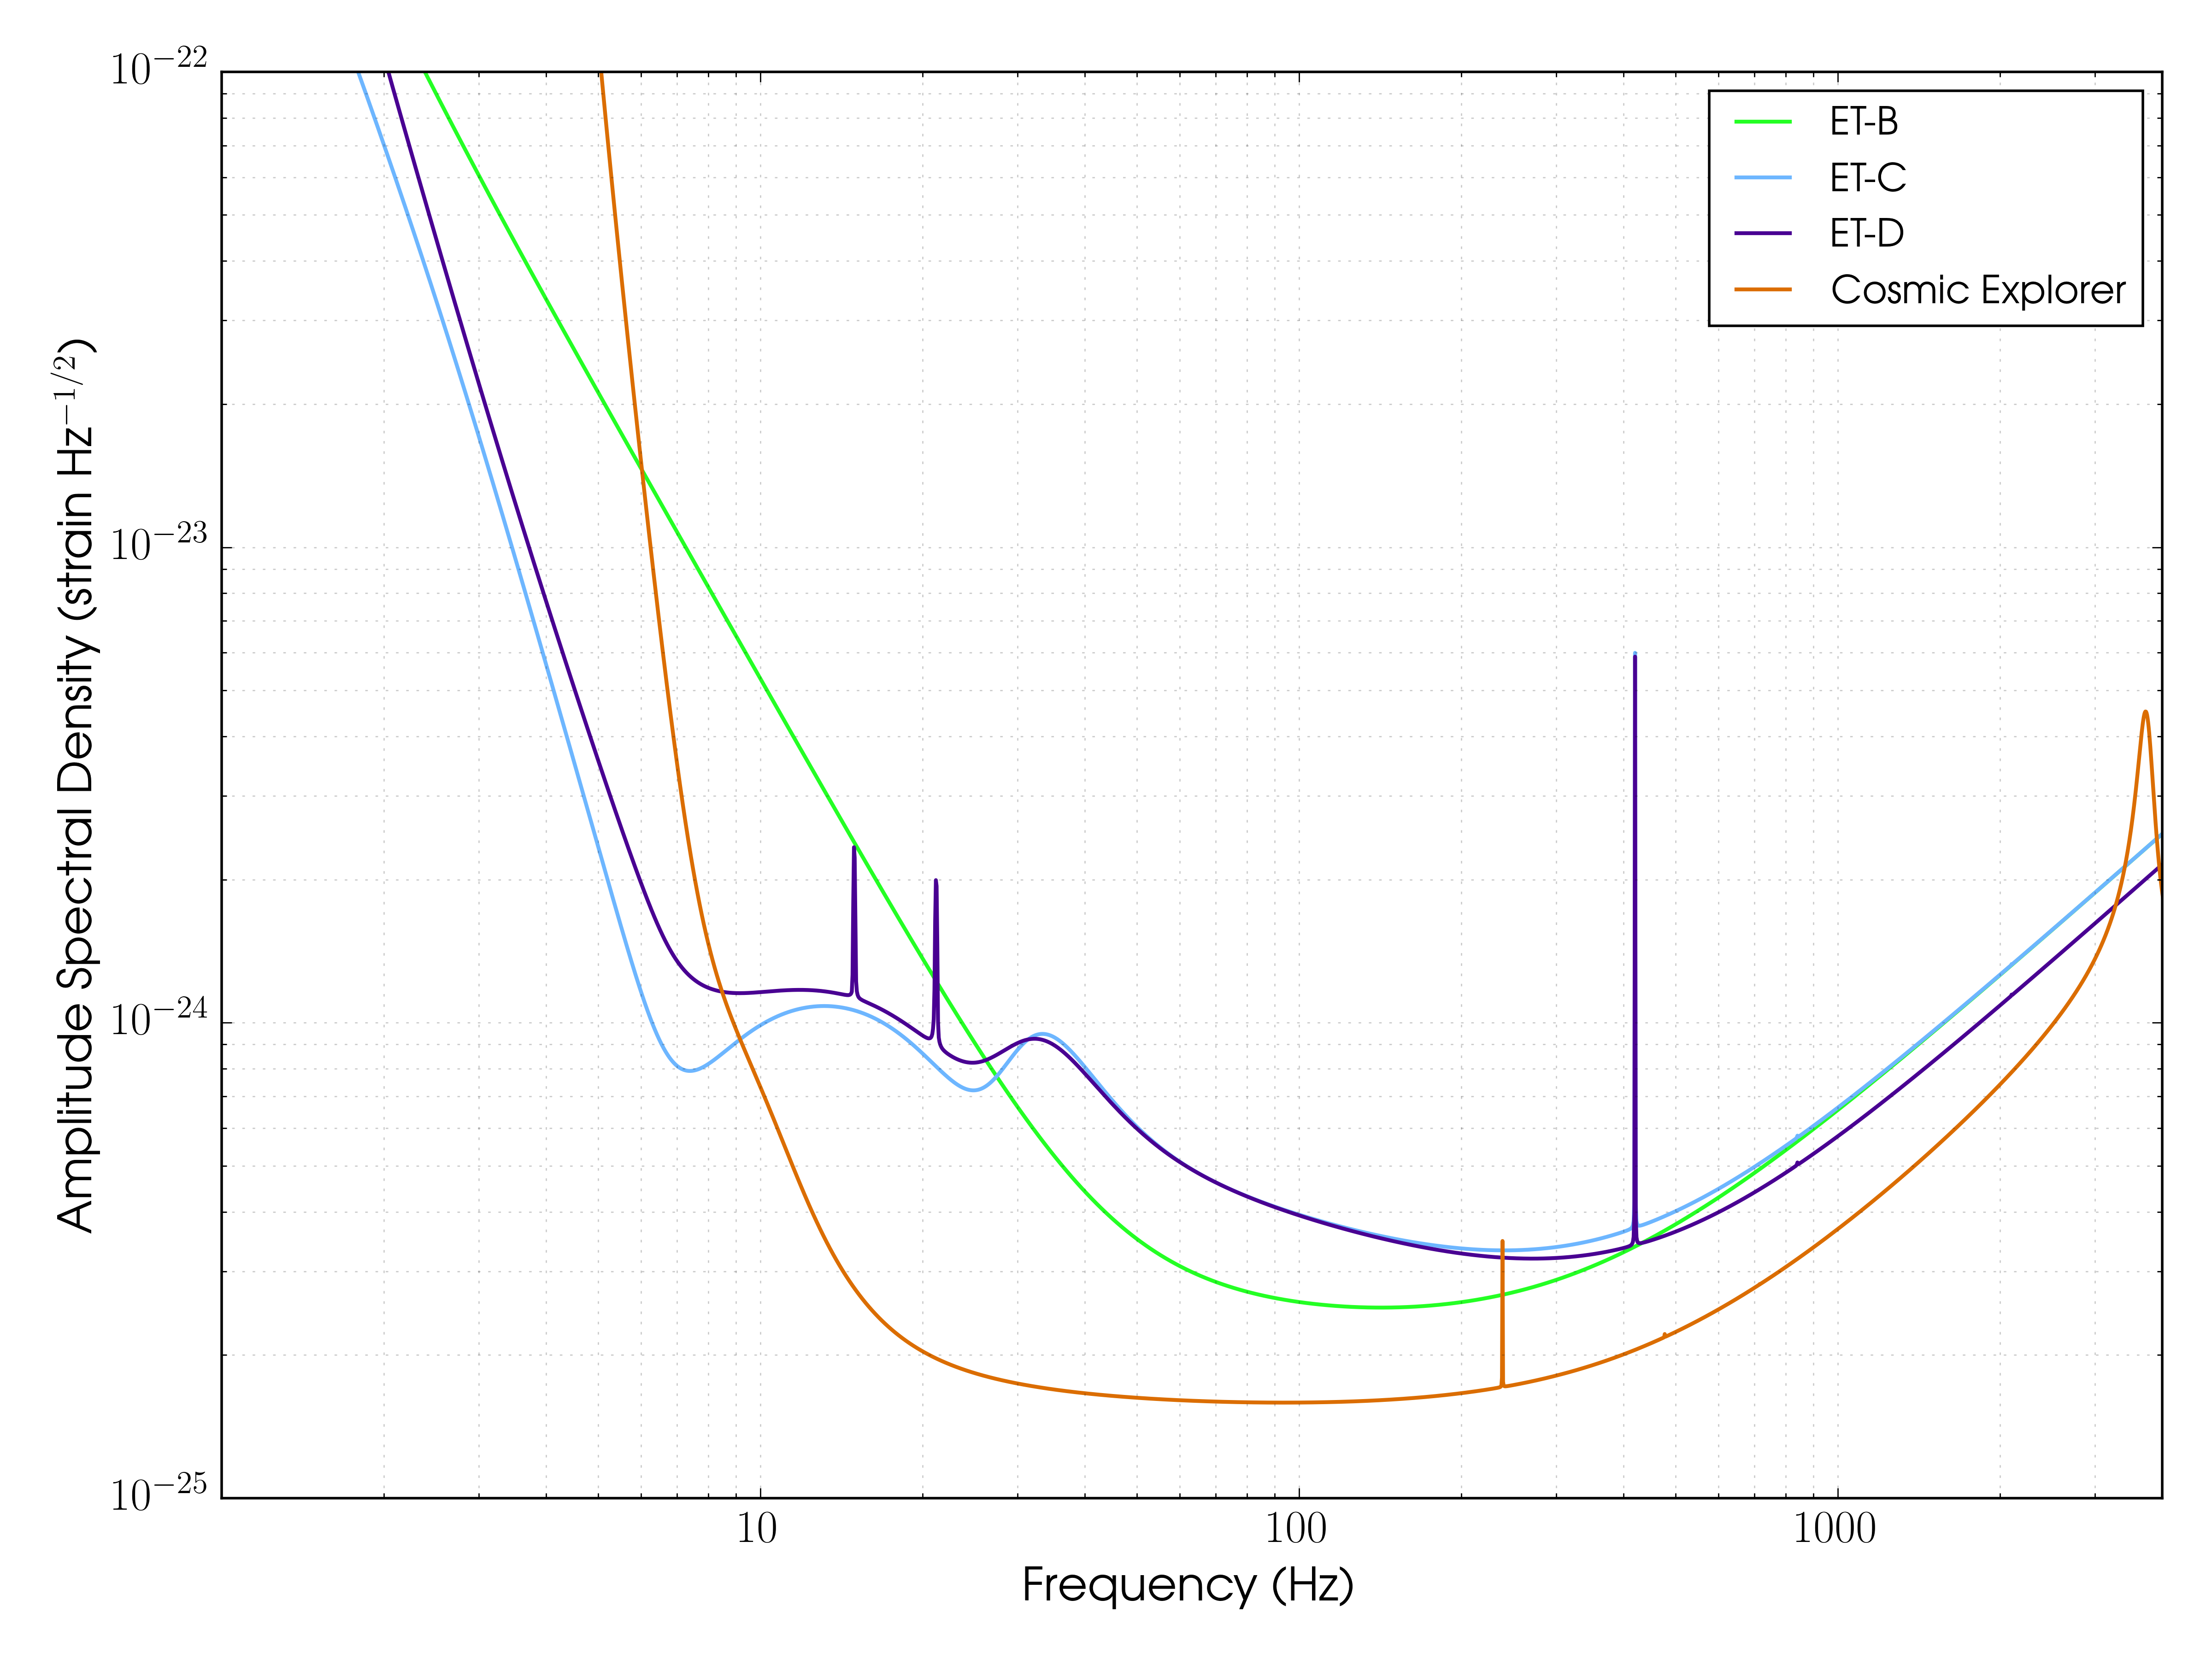 10⁻²²
10⁻²³
10⁻²⁴
10⁻²⁵
Amplitude Spectral Density (strain Hz⁻¹/²)
ET-B
ET-C
ET-D
Cosmic Explorer
10 100 1000
Frequency (Hz)